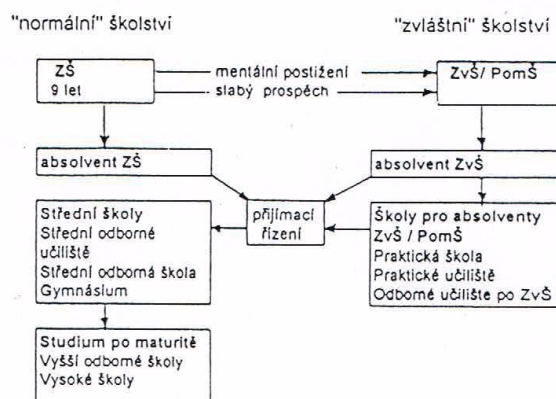 "normální" školství
"zvláštní" školství
ZŠ
9 let
mentální postižení
slabý prospěch
ZvŠ/ PomŠ
absolvent ZŠ
absolvent ZvŠ
přijímací
řízení
Střední školy
Střední odborné
učiliště
Střední odborná škola
Gymnásium
Školy pro absolventy
ZvŠ / PomŠ
Praktická škola
Praktické učiliště
Odborné učilište po ZvŠ
Studium po maturitě
Vyšší odborné školy
Vysoké školy